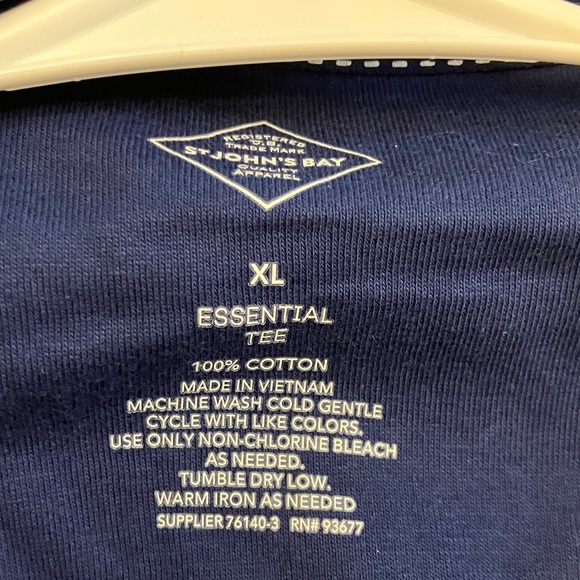 REGISTERED
U.S.
TRADE MARK
ST JOHN'S BAY
QUALITY
APPAREL
XL
ESSENTIAL
TEE
100% COTTON
MADE IN VIETNAM
MACHINE WASH COLD GENTLE
CYCLE WITH LIKE COLORS.
USE ONLY NON-CHLORINE BLEACH
AS NEEDED.
TUMBLE DRY LOW.
WARM IRON AS NEEDED
SUPPLIER 76140-3 RN# 93677